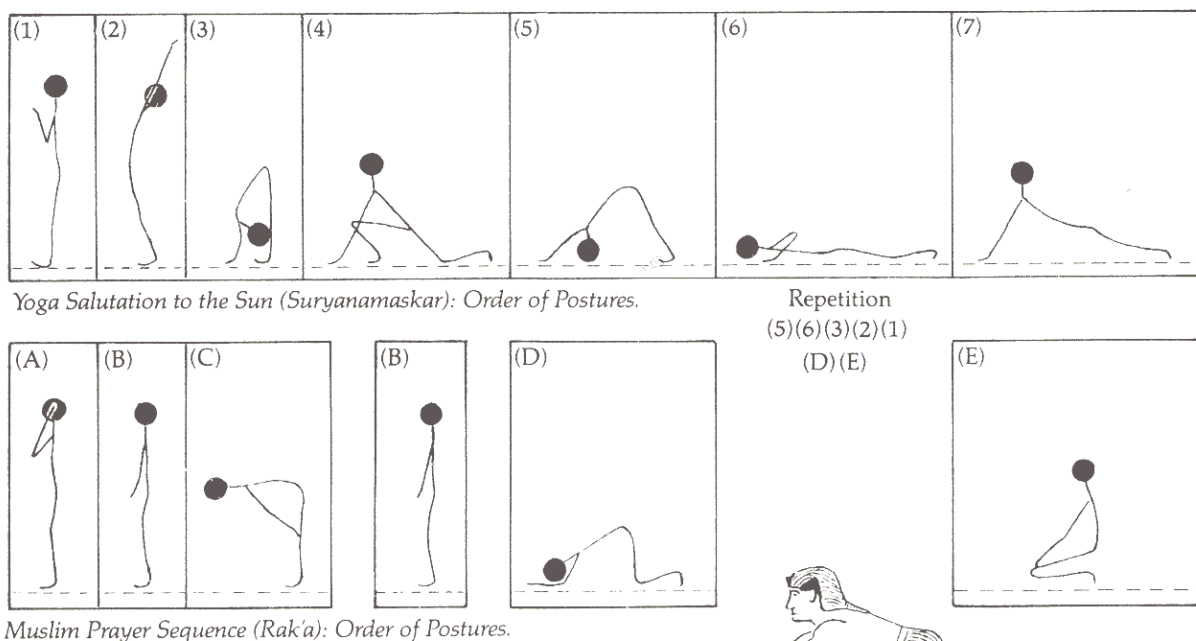 (1) (2) (3) (4) (5) (6) (7)
Yoga Salutation to the Sun (Suryanamaskar): Order of Postures.
Repetition
(5)(6)(3)(2)(1)
(D)(E)
(A) (B) (C) (B) (D) (E)
Muslim Prayer Sequence (Rak'a): Order of Postures.